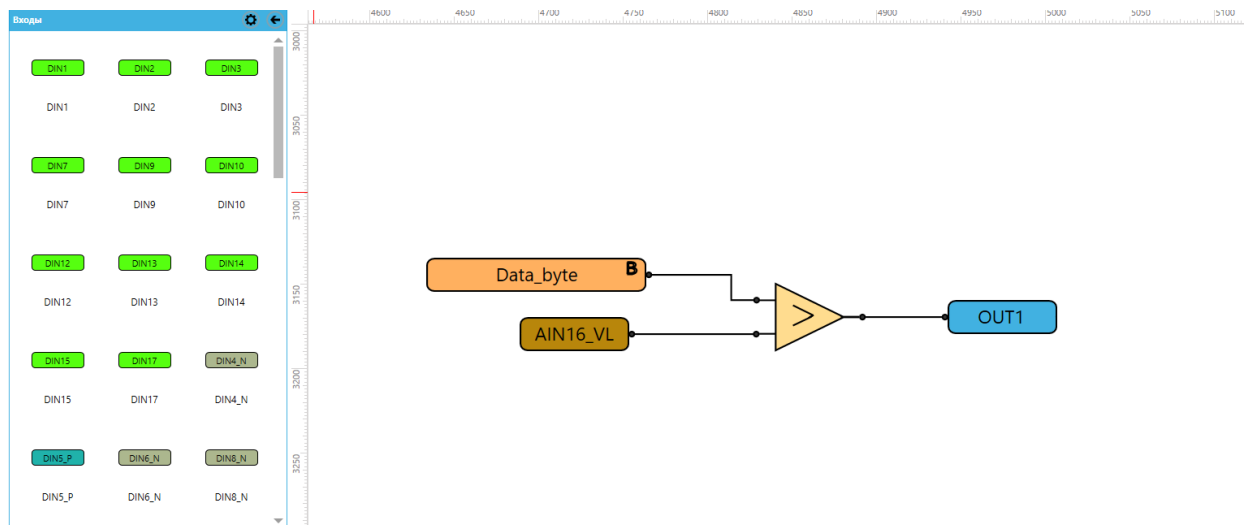 Входы
DIN1 DIN2 DIN3
DIN1 DIN2 DIN3
DIN7 DIN9 DIN10
DIN7 DIN9 DIN10
DIN12 DIN13 DIN14
DIN12 DIN13 DIN14
DIN15 DIN17 DIN4_N
DIN15 DIN17 DIN4_N
DIN5_P DIN6_N DIN8_N
DIN5_P DIN6_N DIN8_N
4600 4650 4700 4750 4800 4850 4900 4950 5000 5050 5100
3000
3050
3100
3150
3200
3250
Data_byte B
AIN16_VL
>
OUT1